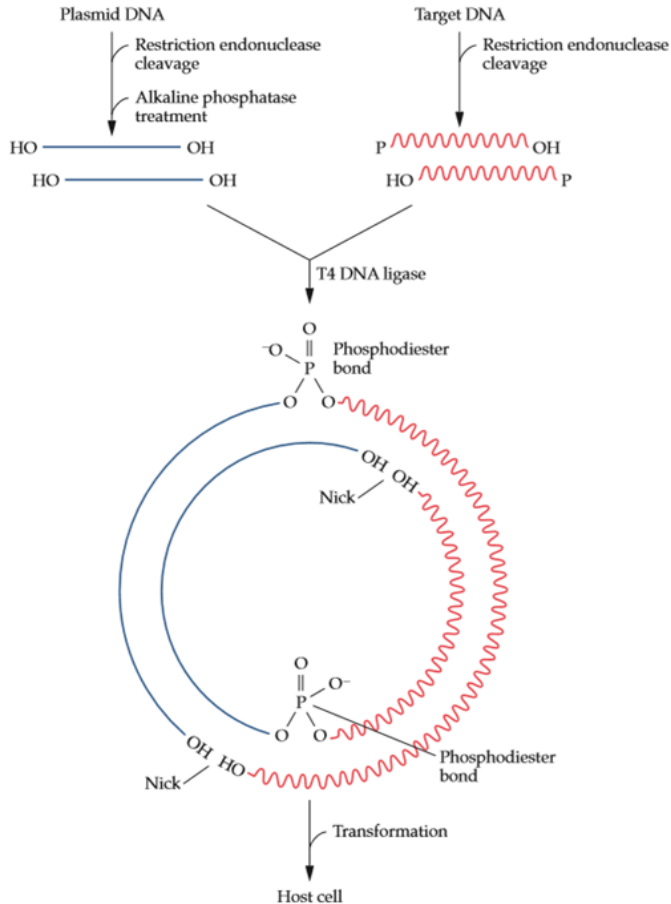 Plasmid DNA
Restriction endonuclease
cleavage
Alkaline phosphatase
treatment
HO OH
HO OH
Target DNA
Restriction endonuclease
cleavage
P OH
HO P
T4 DNA ligase
O
⁻O P
O O
Phosphodiester
bond
OH OH
Nick
O
P O⁻
O O
Phosphodiester
bond
OH HO
Nick
Transformation
Host cell